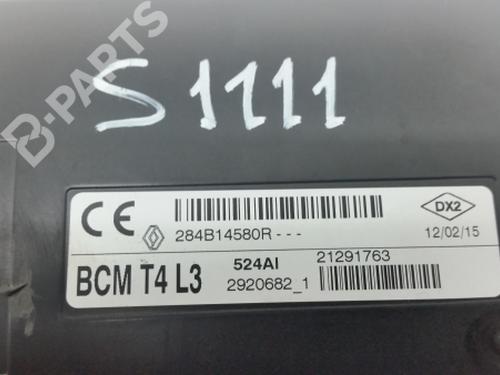 B-PARTS
S1111
CE
284B14580R---
DX2
12/02/15
BCM T4 L3
524AI
21291763
2920682_1